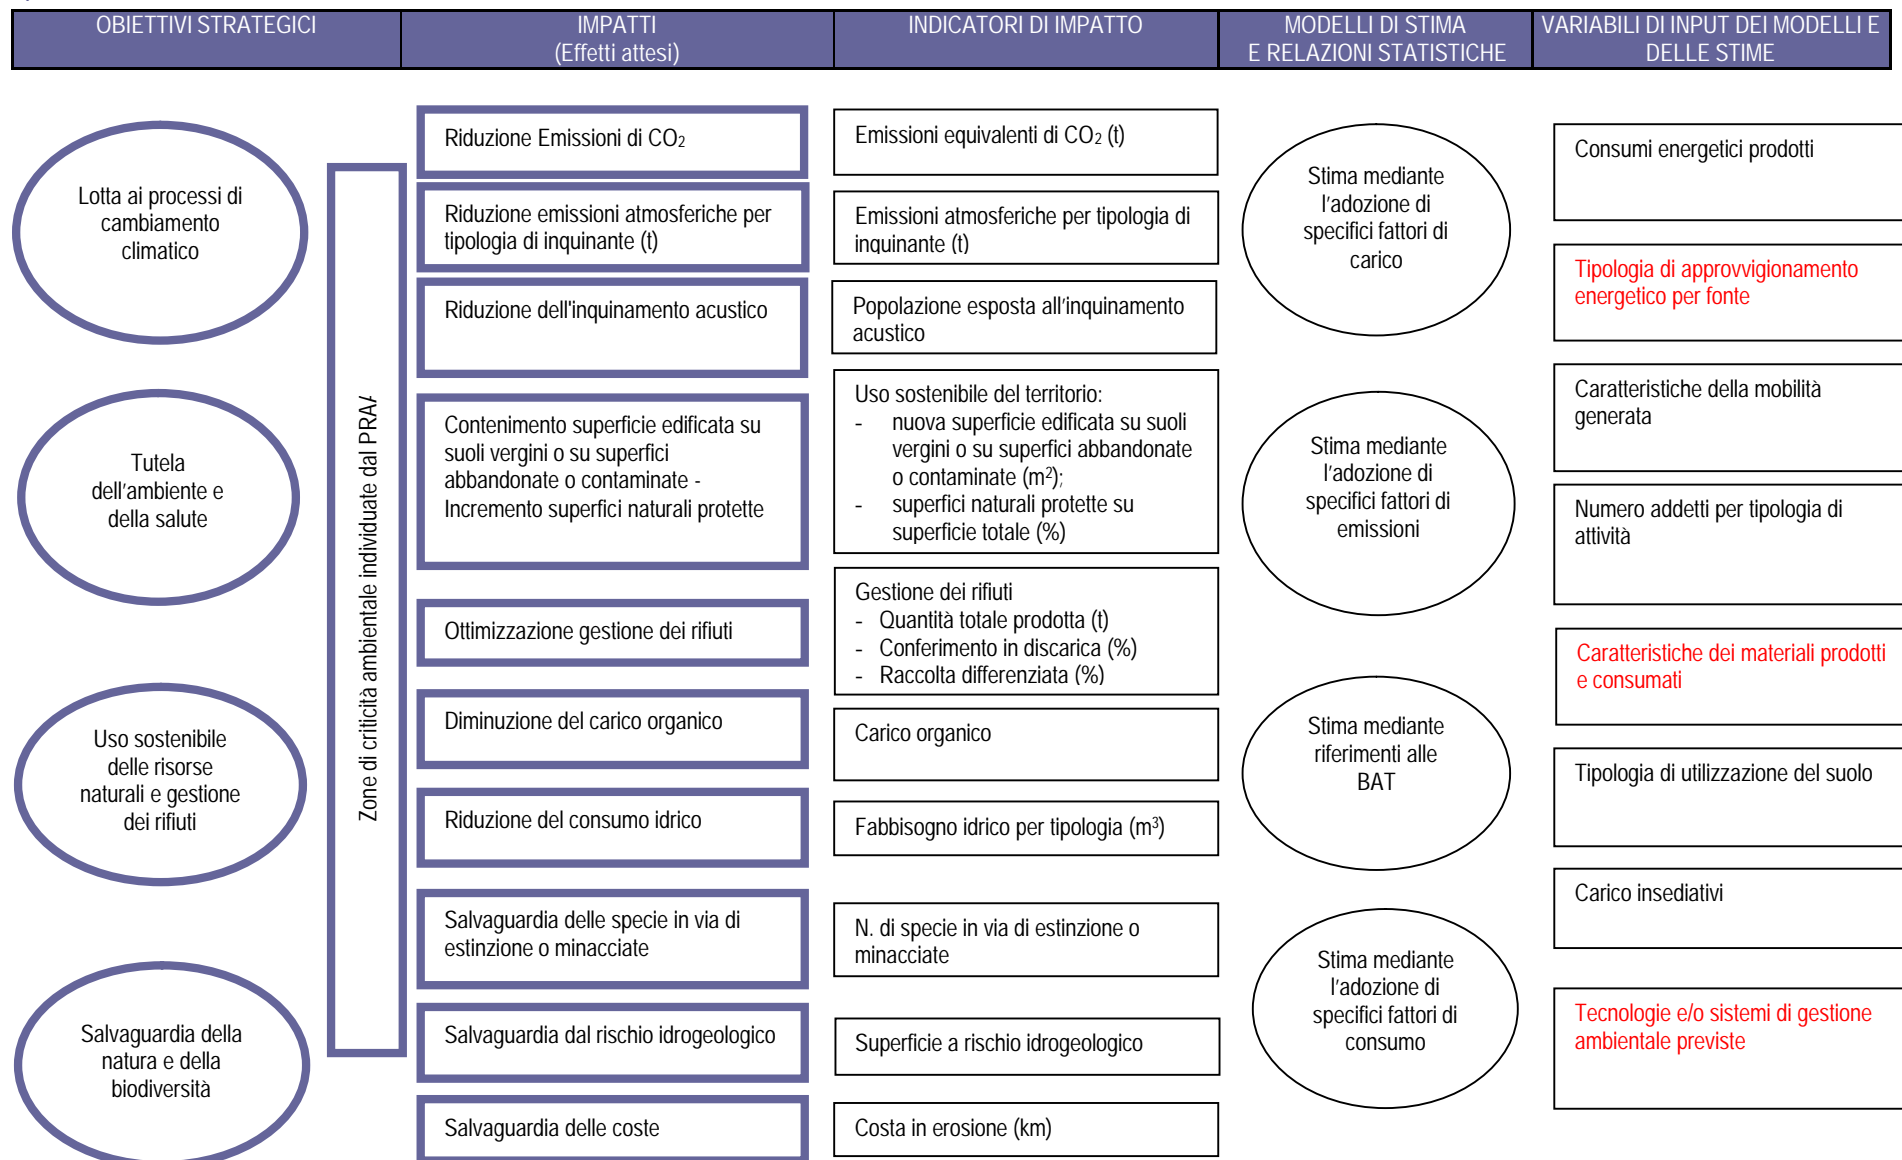 OBIETTIVI STRATEGICI
IMPATTI
(Effetti attesi)
INDICATORI DI IMPATTO
MODELLI DI STIMA
E RELAZIONI STATISTICHE
VARIABILI DI INPUT DEI MODELLI E
DELLE STIME
Lotta ai processi di
cambiamento
climatico
Tutela
dell'ambiente e
della salute
Uso sostenibile
delle risorse
naturali e gestione
dei rifiuti
Salvaguardia della
natura e della
biodiversità
Zone di criticità ambientale individuate dal PRAA
Riduzione Emissioni di CO2
Riduzione emissioni atmosferiche per
tipologia di inquinante (t)
Riduzione dell'inquinamento acustico
Contenimento superficie edificata su
suoli vergini o su superfici
abbandonate o contaminate -
Incremento superfici naturali protette
Ottimizzazione gestione dei rifiuti
Diminuzione del carico organico
Riduzione del consumo idrico
Salvaguardia delle specie in via di
estinzione o minacciate
Salvaguardia dal rischio idrogeologico
Salvaguardia delle coste
Emissioni equivalenti di CO2 (t)
Emissioni atmosferiche per tipologia di
inquinante (t)
Popolazione esposta all'inquinamento
acustico
Uso sostenibile del territorio:
- nuova superficie edificata su suoli
vergini o su superfici abbandonate
o contaminate (m2);
- superfici naturali protette su
superficie totale (%)
Gestione dei rifiuti
- Quantità totale prodotta (t)
- Conferimento in discarica (%)
- Raccolta differenziata (%)
Carico organico
Fabbisogno idrico per tipologia (m3)
N. di specie in via di estinzione o
minacciate
Superficie a rischio idrogeologico
Costa in erosione (km)
Stima mediante
l'adozione di
specifici fattori di
carico
Stima mediante
l'adozione di
specifici fattori di
emissioni
Stima mediante
riferimenti alle
BAT
Stima mediante
l'adozione di
specifici fattori di
consumo
Consumi energetici prodotti
Tipologia di approvvigionamento
energetico per fonte
Caratteristiche della mobilità
generata
Numero addetti per tipologia di
attività
Caratteristiche dei materiali prodotti
e consumati
Tipologia di utilizzazione del suolo
Carico insediativi
Tecnologie e/o sistemi di gestione
ambientale previste